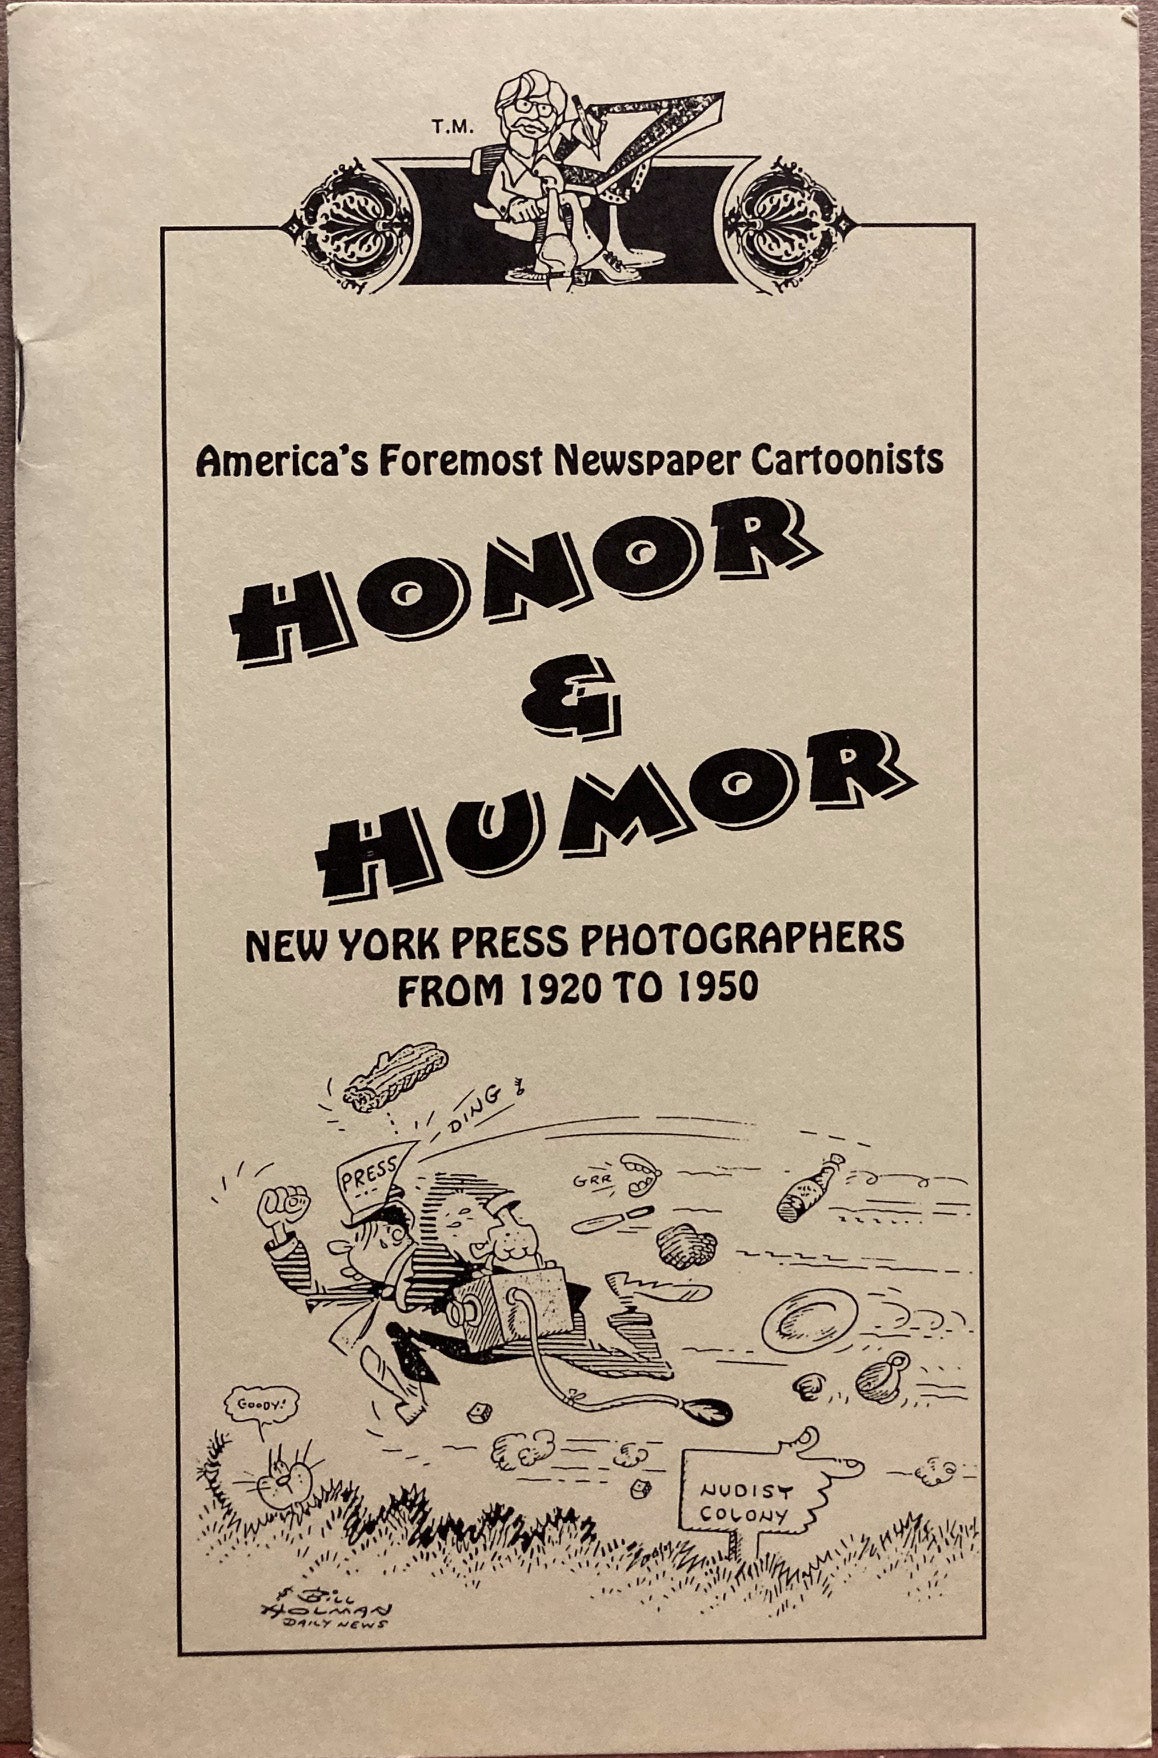 T.M.
America's Foremost Newspaper Cartoonists
HONOR
&
HUMOR
NEW YORK PRESS PHOTOGRAPHERS
FROM 1920 TO 1950
DING!
PRESS
GRR
GOODY!
NUDIST
COLONY
Bill
HOLMAN
DAILY NEWS